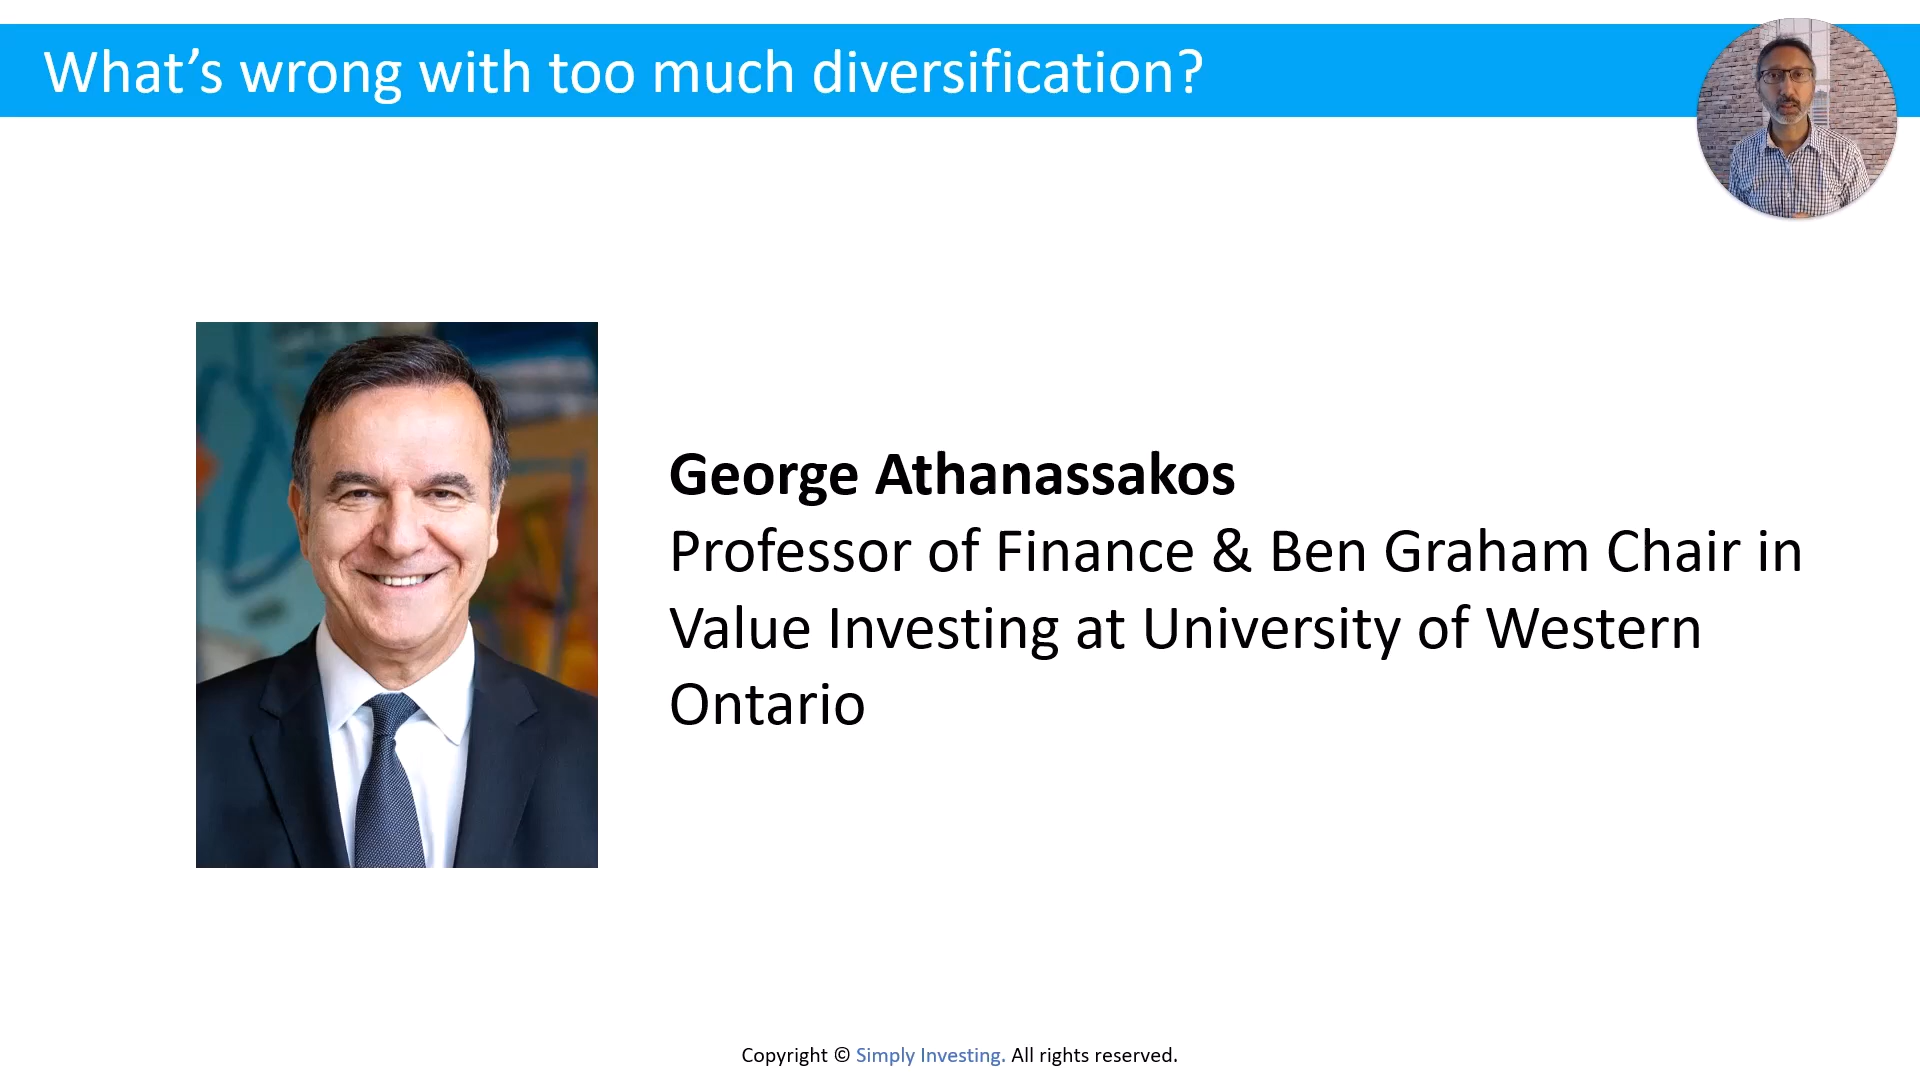 What’s wrong with too much diversification?
George Athanassakos
Professor of Finance & Ben Graham Chair in
Value Investing at University of Western
Ontario
Copyright © Simply Investing. All rights reserved.